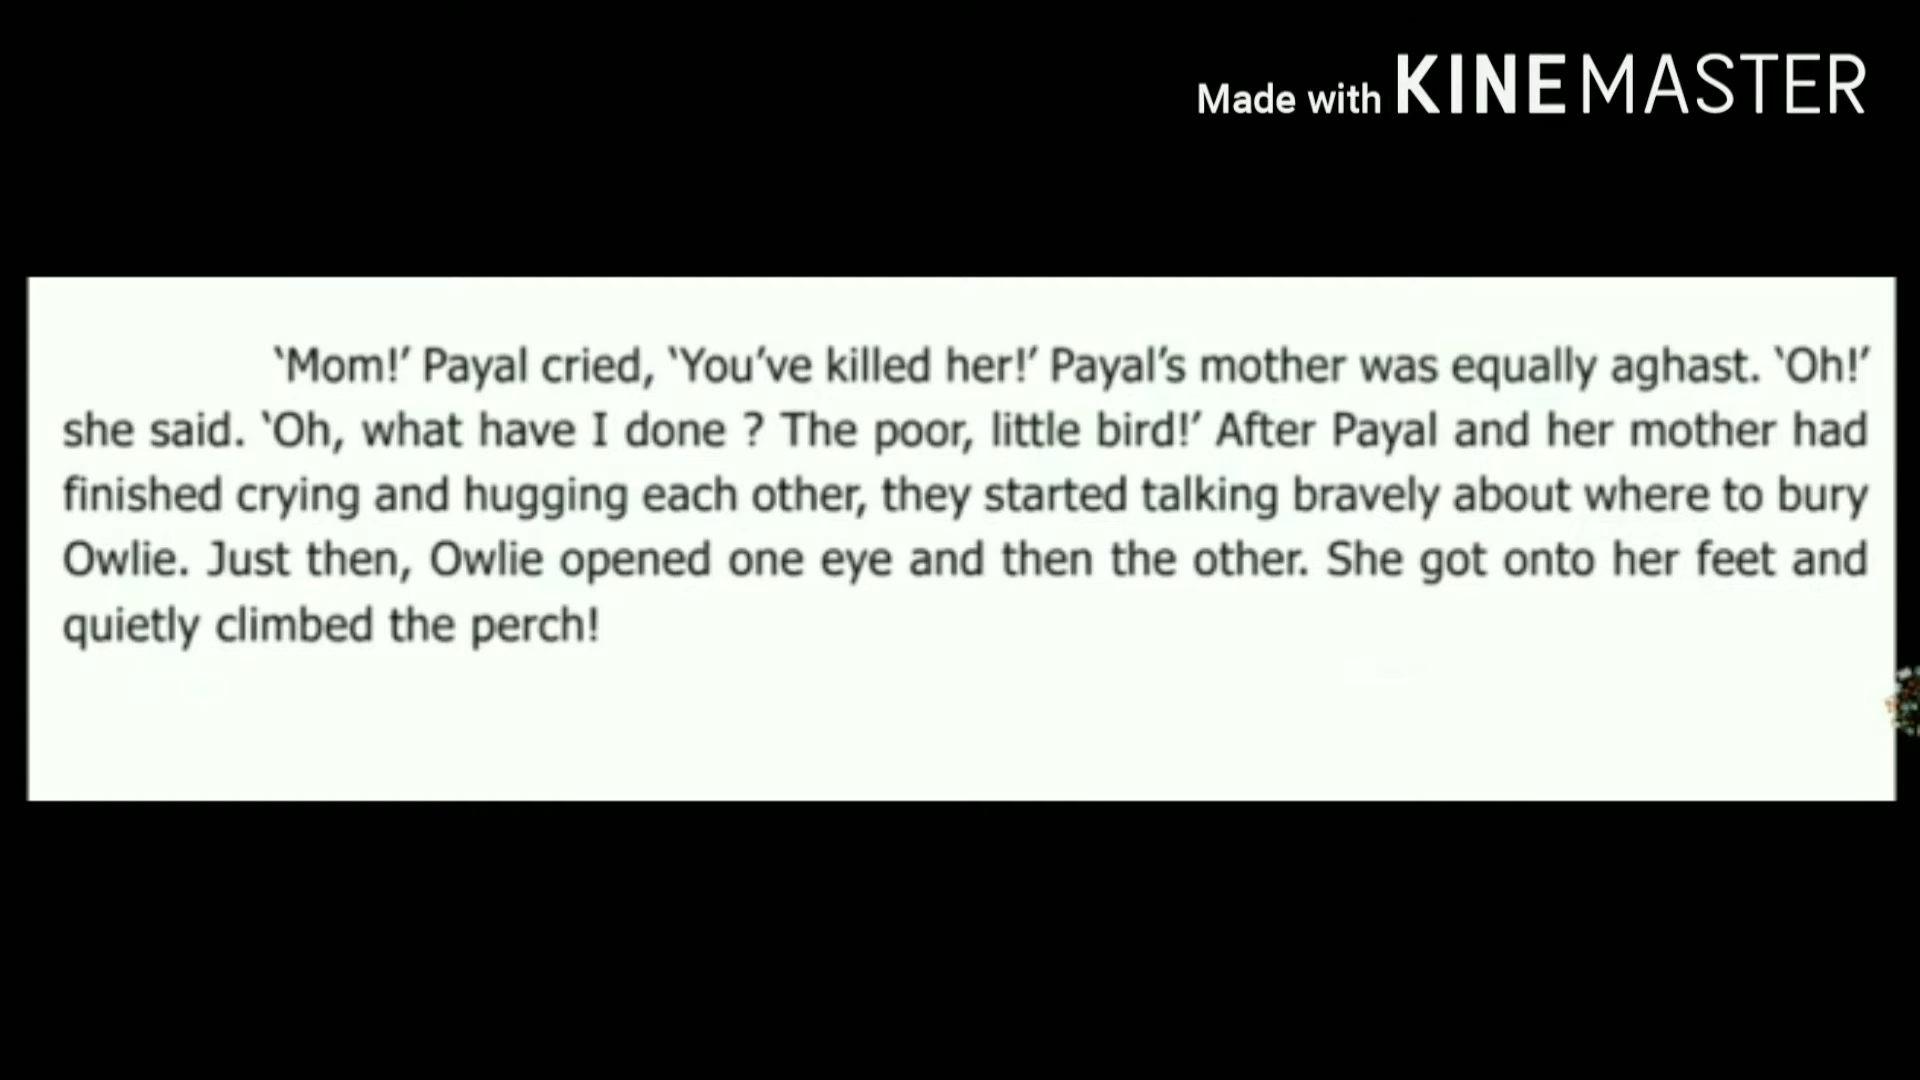 Made with KINEMASTER
‘Mom!’ Payal cried, ‘You’ve killed her!’ Payal’s mother was equally aghast. ‘Oh!’
she said. ‘Oh, what have I done ? The poor, little bird!’ After Payal and her mother had
finished crying and hugging each other, they started talking bravely about where to bury
Owlie. Just then, Owlie opened one eye and then the other. She got onto her feet and
quietly climbed the perch!